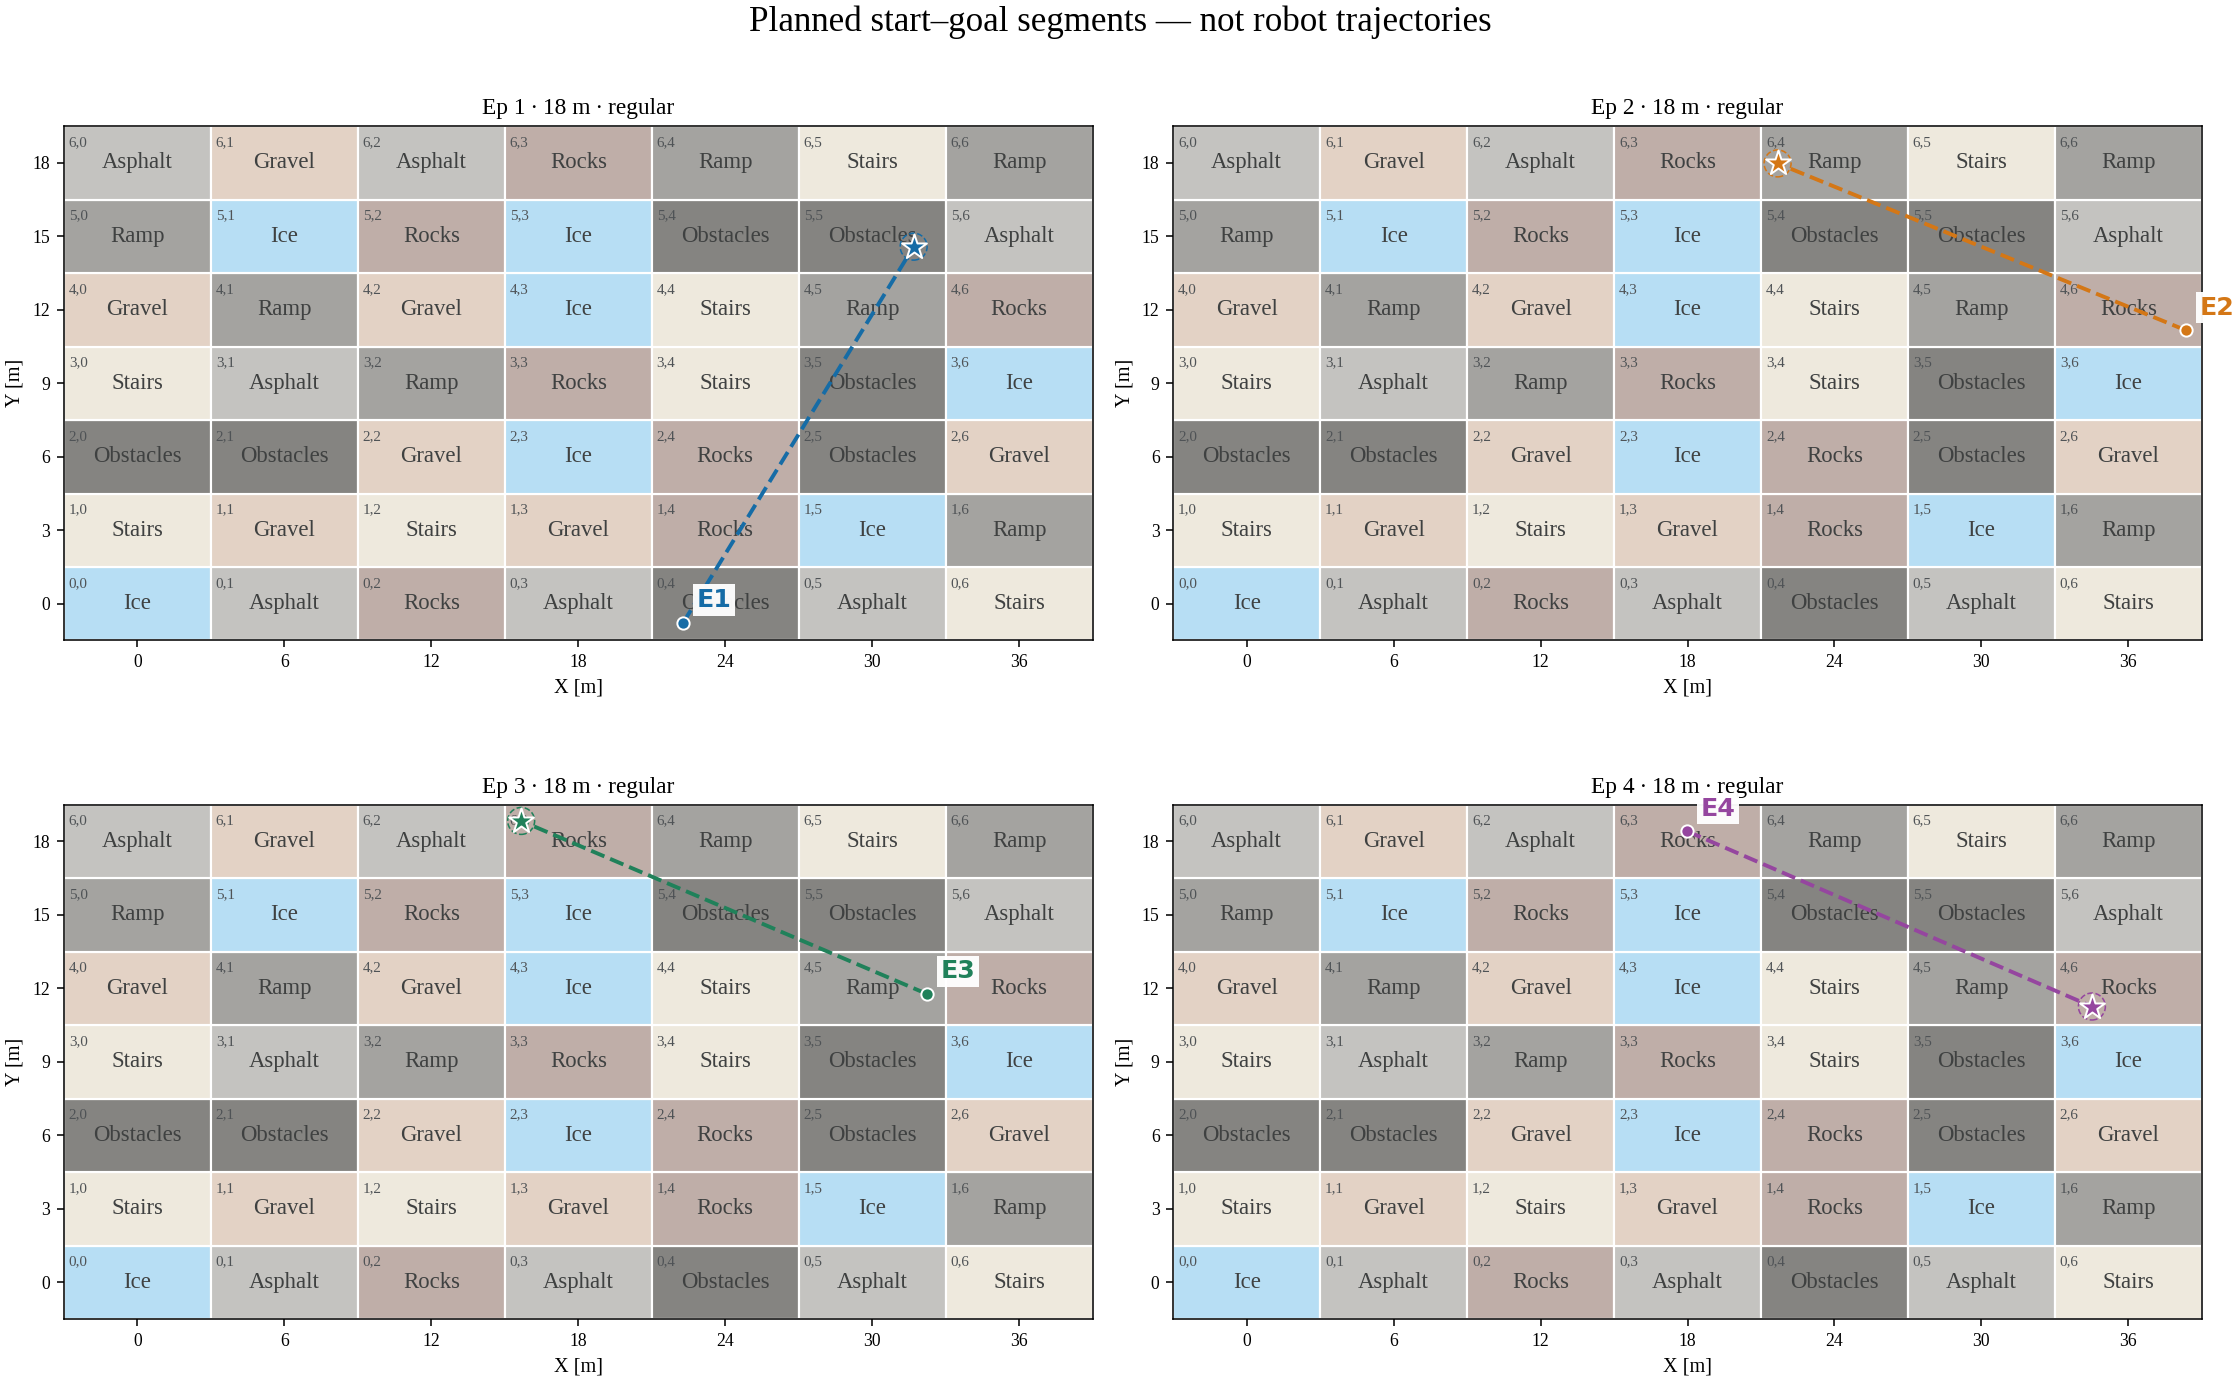 Planned start–goal segments — not robot trajectories
Ep 1 · 18 m · regular
6,0 6,1 6,2 6,3 6,4 6,5 6,6
18 Asphalt Gravel Asphalt Rocks Ramp Stairs Ramp
5,0 5,1 5,2 5,3 5,4 5,5 5,6
15 Ramp Ice Rocks Ice Obstacles Obstacles Asphalt
4,0 4,1 4,2 4,3 4,4 4,5 4,6
12 Gravel Ramp Gravel Ice Stairs Ramp Rocks
3,0 3,1 3,2 3,3 3,4 3,5 3,6
9 Stairs Asphalt Ramp Rocks Stairs Obstacles Ice
Y [m]
2,0 2,1 2,2 2,3 2,4 2,5 2,6
6 Obstacles Obstacles Gravel Ice Rocks Obstacles Gravel
1,0 1,1 1,2 1,3 1,4 1,5 1,6
3 Stairs Gravel Stairs Gravel Rocks Ice Ramp
0,0 0,1 0,2 0,3 0,4 0,5 0,6
0 Ice Asphalt Rocks Asphalt E1 Asphalt Stairs
0 6 12 18 24 30 36
X [m]
Ep 2 · 18 m · regular
6,0 6,1 6,2 6,3 6,4 6,5 6,6
18 Asphalt Gravel Asphalt Rocks Ramp Stairs Ramp
5,0 5,1 5,2 5,3 5,4 5,5 5,6
15 Ramp Ice Rocks Ice Obstacles Obstacles Asphalt
4,0 4,1 4,2 4,3 4,4 4,5 4,6
12 Gravel Ramp Gravel Ice Stairs Ramp Rocks E2
3,0 3,1 3,2 3,3 3,4 3,5 3,6
9 Stairs Asphalt Ramp Rocks Stairs Obstacles Ice
Y [m]
2,0 2,1 2,2 2,3 2,4 2,5 2,6
6 Obstacles Obstacles Gravel Ice Rocks Obstacles Gravel
1,0 1,1 1,2 1,3 1,4 1,5 1,6
3 Stairs Gravel Stairs Gravel Rocks Ice Ramp
0,0 0,1 0,2 0,3 0,4 0,5 0,6
0 Ice Asphalt Rocks Asphalt Obstacles Asphalt Stairs
0 6 12 18 24 30 36
X [m]
Ep 3 · 18 m · regular
6,0 6,1 6,2 6,3 6,4 6,5 6,6
18 Asphalt Gravel Asphalt Rocks Ramp Stairs Ramp
5,0 5,1 5,2 5,3 5,4 5,5 5,6
15 Ramp Ice Rocks Ice Obstacles Obstacles Asphalt
4,0 4,1 4,2 4,3 4,4 4,5 E3
12 Gravel Ramp Gravel Ice Stairs Ramp Rocks
3,0 3,1 3,2 3,3 3,4 3,5 3,6
9 Stairs Asphalt Ramp Rocks Stairs Obstacles Ice
Y [m]
2,0 2,1 2,2 2,3 2,4 2,5 2,6
6 Obstacles Obstacles Gravel Ice Rocks Obstacles Gravel
1,0 1,1 1,2 1,3 1,4 1,5 1,6
3 Stairs Gravel Stairs Gravel Rocks Ice Ramp
0,0 0,1 0,2 0,3 0,4 0,5 0,6
0 Ice Asphalt Rocks Asphalt Obstacles Asphalt Stairs
0 6 12 18 24 30 36
X [m]
Ep 4 · 18 m · regular
E4
6,0 6,1 6,2 6,3 6,4 6,5 6,6
18 Asphalt Gravel Asphalt Rocks Ramp Stairs Ramp
5,0 5,1 5,2 5,3 5,4 5,5 5,6
15 Ramp Ice Rocks Ice Obstacles Obstacles Asphalt
4,0 4,1 4,2 4,3 4,4 4,5 4,6
12 Gravel Ramp Gravel Ice Stairs Ramp Rocks
3,0 3,1 3,2 3,3 3,4 3,5 3,6
9 Stairs Asphalt Ramp Rocks Stairs Obstacles Ice
Y [m]
2,0 2,1 2,2 2,3 2,4 2,5 2,6
6 Obstacles Obstacles Gravel Ice Rocks Obstacles Gravel
1,0 1,1 1,2 1,3 1,4 1,5 1,6
3 Stairs Gravel Stairs Gravel Rocks Ice Ramp
0,0 0,1 0,2 0,3 0,4 0,5 0,6
0 Ice Asphalt Rocks Asphalt Obstacles Asphalt Stairs
0 6 12 18 24 30 36
X [m]